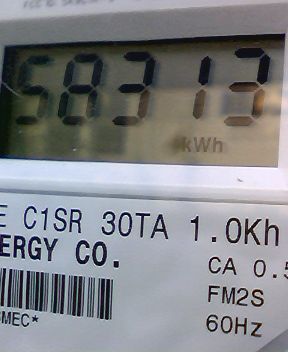 58313
kWh
E C1SR 30TA 1.0Kh
ERGY CO.
CA 0.5
FM2S
60Hz
MEC*